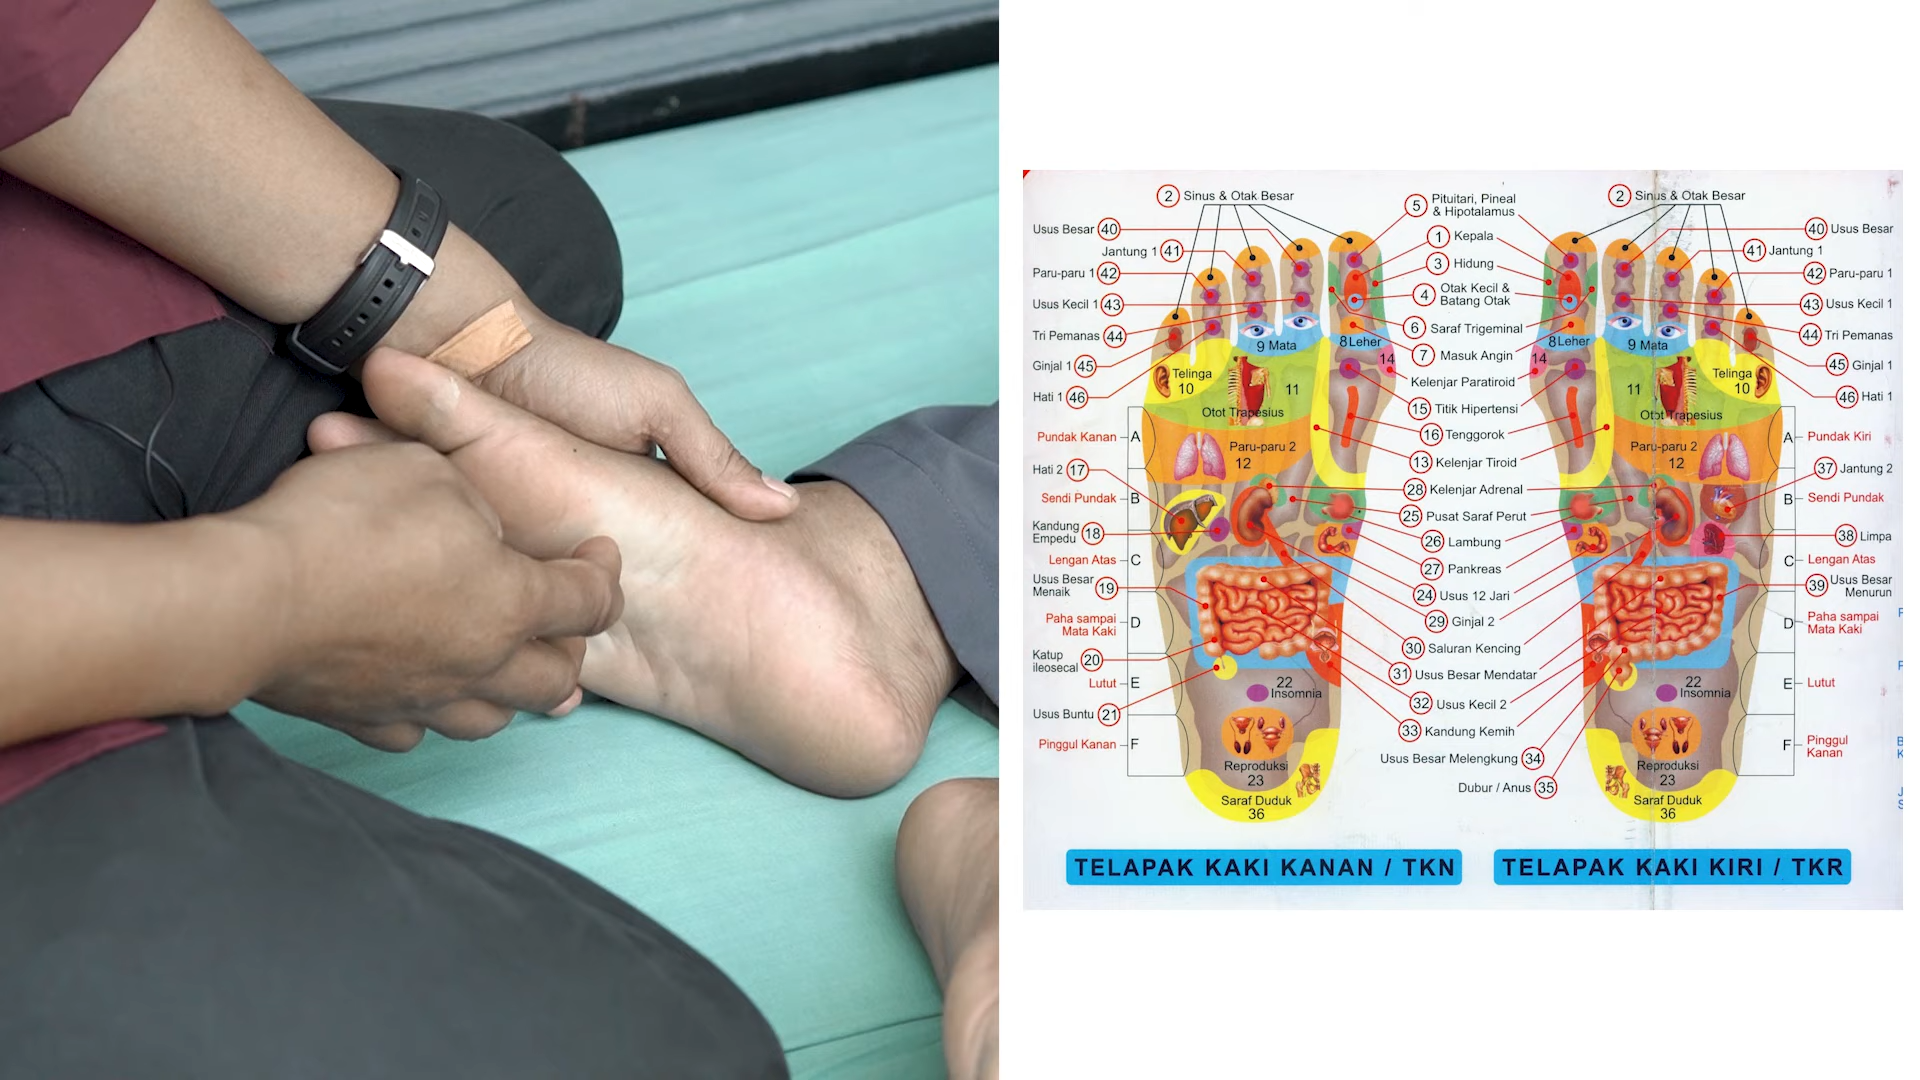 2 Sinus & Otak Besar
Usus Besar 40
Jantung 1 41
Paru-paru 1 42
Usus Kecil 1 43
Tri Pemanas 44
Ginjal 1 45
Hati 1 46
Pundak Kanan A
Hati 2 17
Sendi Pundak B
Kandung
Empedu 18
Lengan Atas C
Usus Besar
Menaik 19
Paha sampai
Mata Kaki D
Katup
ileosecal 20
Lutut E
Usus Buntu 21
Pinggul Kanan F
9 Mata
8 Leher
14
Telinga
10
11
Otot Trapesius
Paru-paru 2
12
22
Insomnia
Reproduksi
23
Saraf Duduk
36
5 Pituitari, Pineal
& Hipotalamus
1 Kepala
3 Hidung
4 Otak Kecil &
Batang Otak
6 Saraf Trigeminal
7 Masuk Angin
Kelenjar Paratiroid
15 Titik Hipertensi
16 Tenggorok
13 Kelenjar Tiroid
28 Kelenjar Adrenal
25 Pusat Saraf Perut
26 Lambung
27 Pankreas
24 Usus 12 Jari
29 Ginjal 2
30 Saluran Kencing
31 Usus Besar Mendatar
32 Usus Kecil 2
33 Kandung Kemih
Usus Besar Melengkung 34
Dubur / Anus 35
2 Sinus & Otak Besar
8 Leher
9 Mata
14
11
Telinga
10
Otot Trapesius
Paru-paru 2
12
22
Insomnia
Reproduksi
23
Saraf Duduk
36
40 Usus Besar
41 Jantung 1
42 Paru-paru 1
43 Usus Kecil 1
44 Tri Pemanas
45 Ginjal 1
46 Hati 1
A Pundak Kiri
37 Jantung 2
B Sendi Pundak
38 Limpa
C Lengan Atas
39 Usus Besar
Menurun
D Paha sampai
Mata Kaki
E Lutut
F Pinggul
Kanan
TELAPAK KAKI KANAN / TKN
TELAPAK KAKI KIRI / TKR